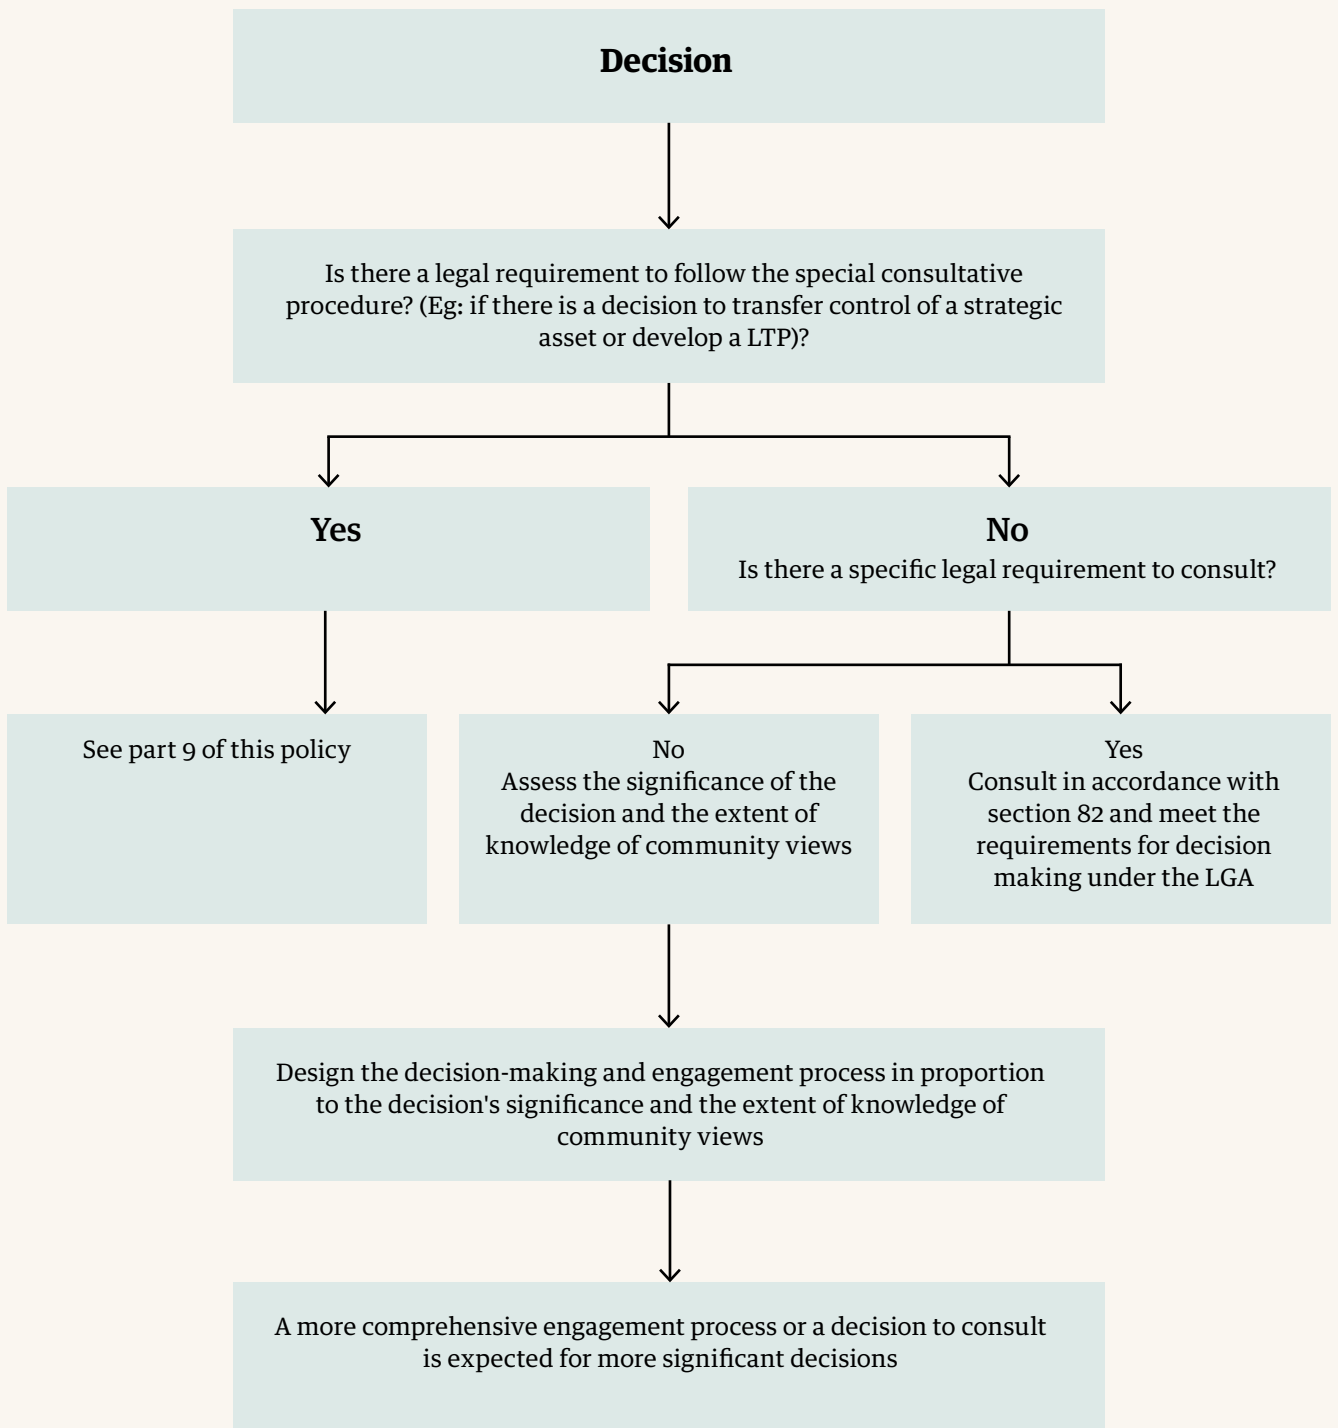 Decision
Is there a legal requirement to follow the special consultative
procedure? (Eg: if there is a decision to transfer control of a strategic
asset or develop a LTP)?
Yes
No
Is there a specific legal requirement to consult?
See part 9 of this policy
No
Assess the significance of the
decision and the extent of
knowledge of community views
Yes
Consult in accordance with
section 82 and meet the
requirements for decision
making under the LGA
Design the decision-making and engagement process in proportion
to the decision's significance and the extent of knowledge of
community views
A more comprehensive engagement process or a decision to consult
is expected for more significant decisions